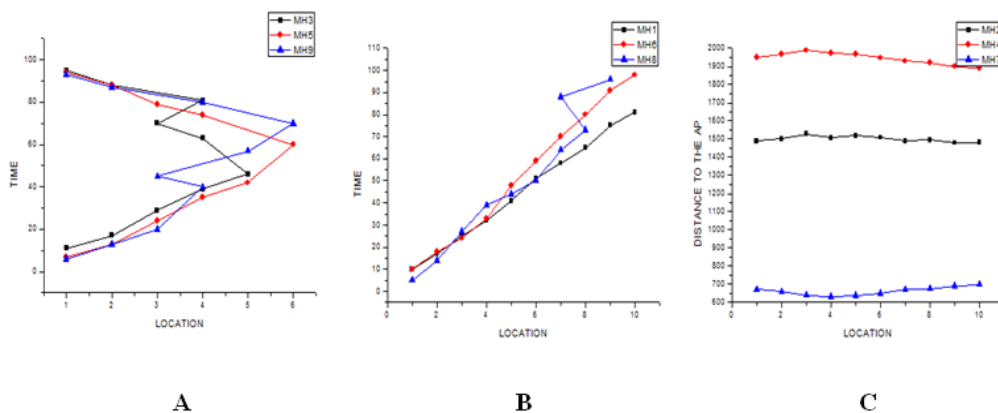 MH3
MH5
MH9
100
80
60
40
20
0
TIME
1 2 3 4 5 6
LOCATION
A
MH1
MH6
MH8
110
100
90
80
70
60
50
40
30
20
10
0
TIME
0 2 4 6 8 10
LOCATION
B
MH2
MH4
MH7
2000
1900
1800
1700
1600
1500
1400
1300
1200
1100
1000
900
800
700
600
DISTANCE TO THE AP
0 2 4 6 8 10
LOCATION
C